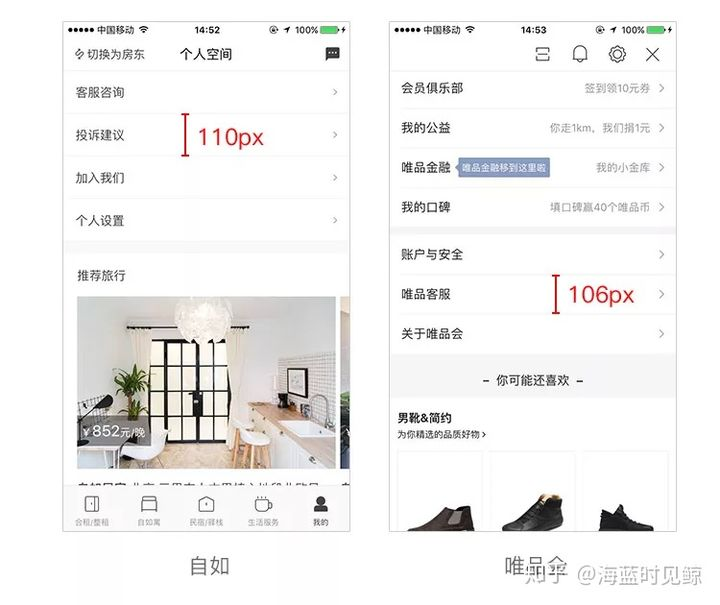 中国移动 14:52 100%
切换为房东 个人空间
客服咨询
投诉建议
110px
加入我们
个人设置
推荐旅行
¥852元/晚
合租/整租 自如寓 民宿/驿栈 生活服务 我的
自如
中国移动 14:53 100%
会员俱乐部 签到领10元券
我的公益 你走1km，我们捐1元
唯品金融 唯品金融移到这里啦 我的小金库
我的口碑 填口碑赢40个唯品币
账户与安全
唯品客服
106px
关于唯品会
– 你可能还喜欢 –
男靴&简约
为你精选的品质好物 ›
唯品会
知乎 @海蓝时见鲸